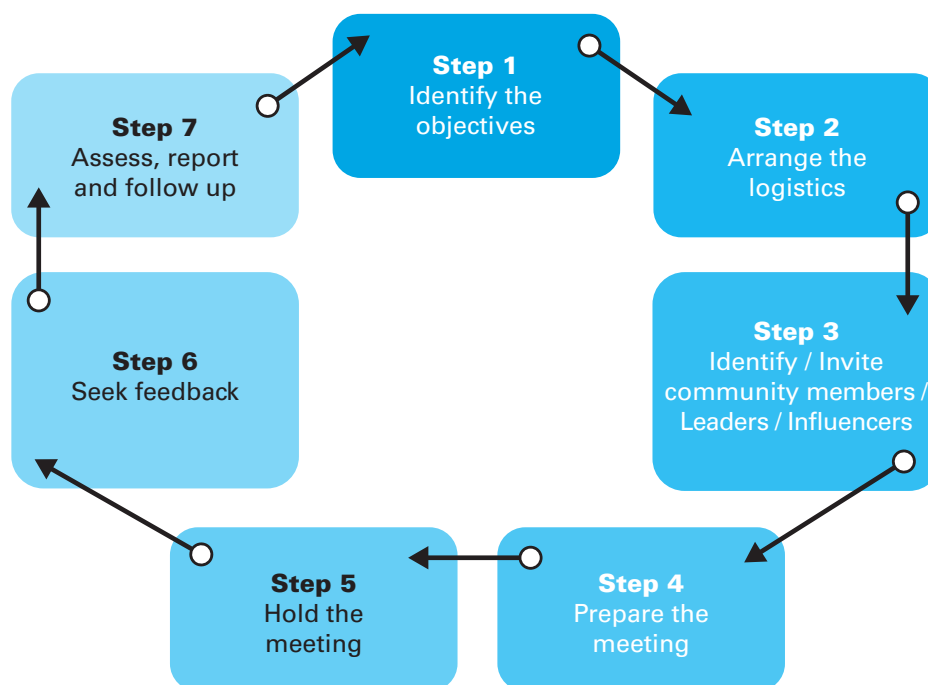 Step 1
Identify the
objectives
Step 2
Arrange the
logistics
Step 3
Identify / Invite
community members /
Leaders / Influencers
Step 4
Prepare the
meeting
Step 5
Hold the
meeting
Step 6
Seek feedback
Step 7
Assess, report
and follow up